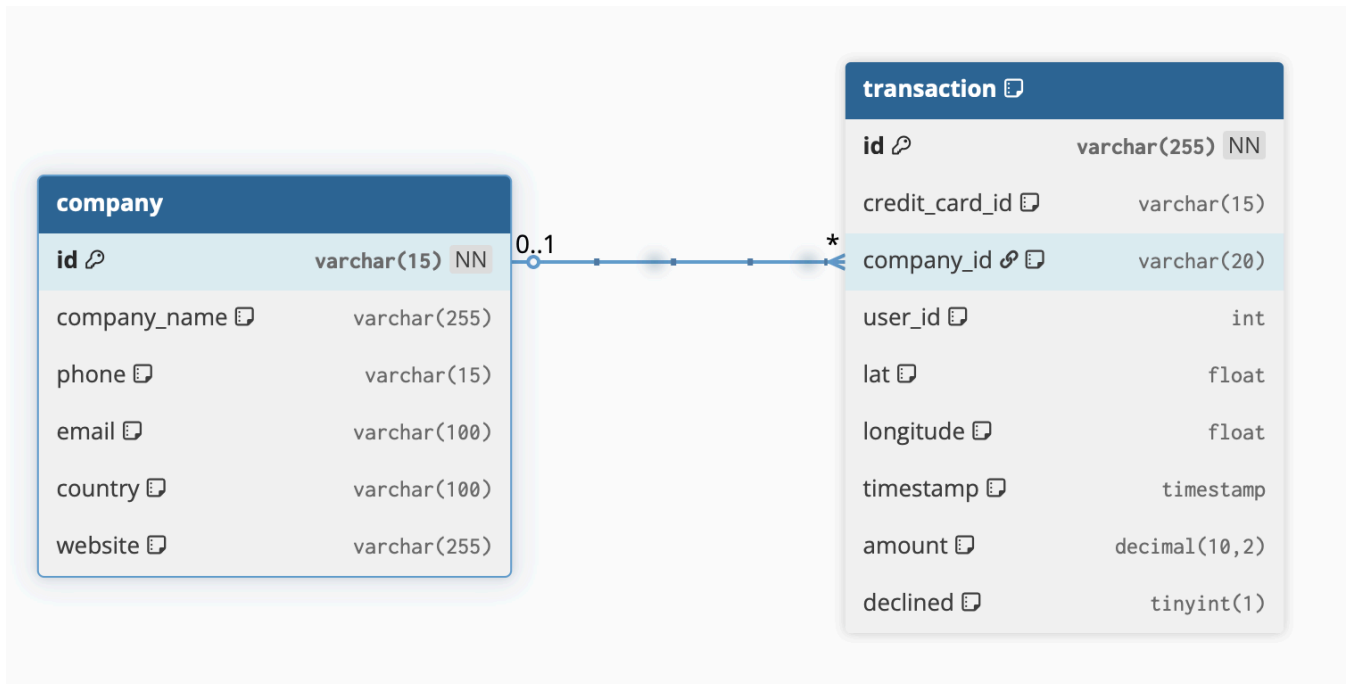 company
id varchar(15) NN
company_name varchar(255)
phone varchar(15)
email varchar(100)
country varchar(100)
website varchar(255)
0..1
*
transaction
id varchar(255) NN
credit_card_id varchar(15)
company_id varchar(20)
user_id int
lat float
longitude float
timestamp timestamp
amount decimal(10,2)
declined tinyint(1)